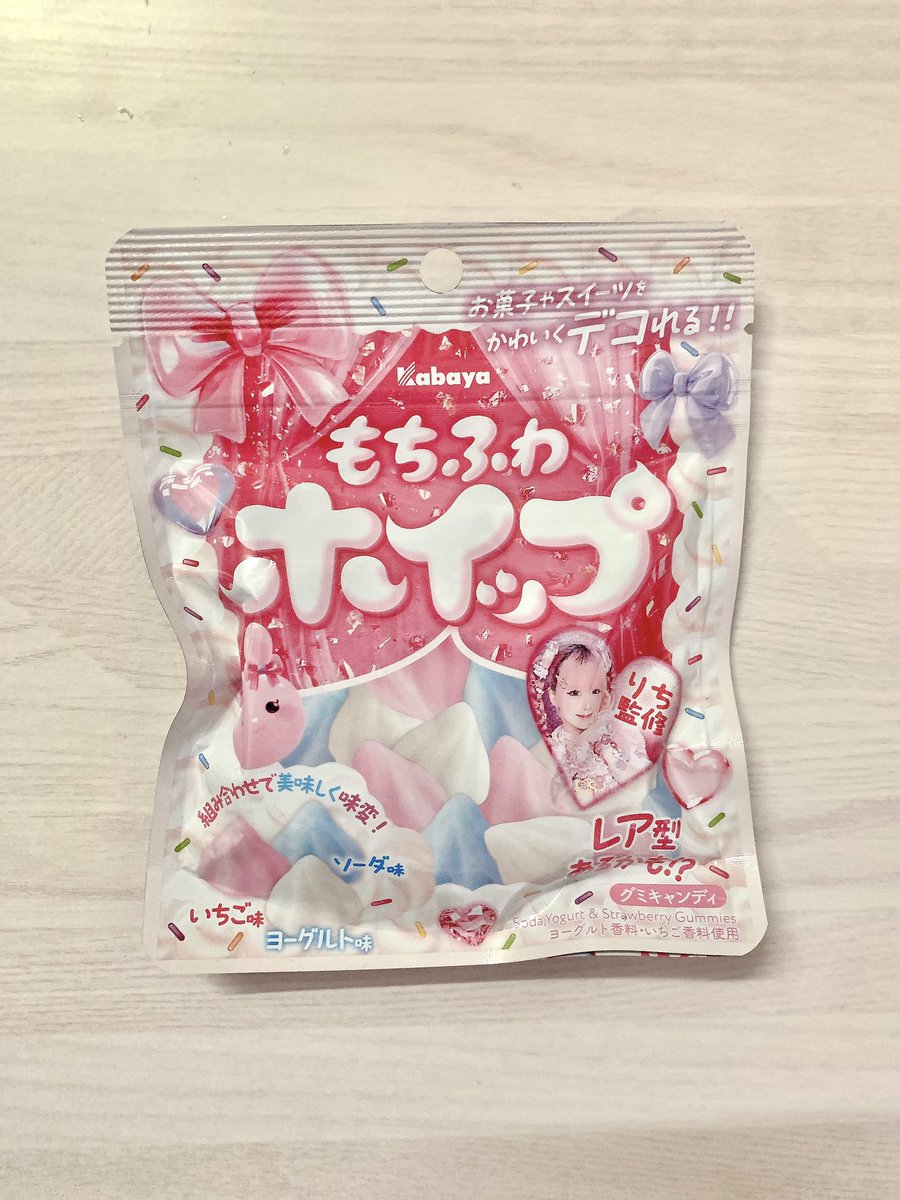 お菓子やスイーツを
かわいくデコれる!!
Kabaya
もちふわ
ホイップ
りち
監修
組み合わせで美味しく味変!
ソーダ味
いちご味
ヨーグルト味
レア型
あるかも!?
グミキャンディ
Soda,Yogurt & Strawberry Gummies
ヨーグルト香料・いちご香料使用